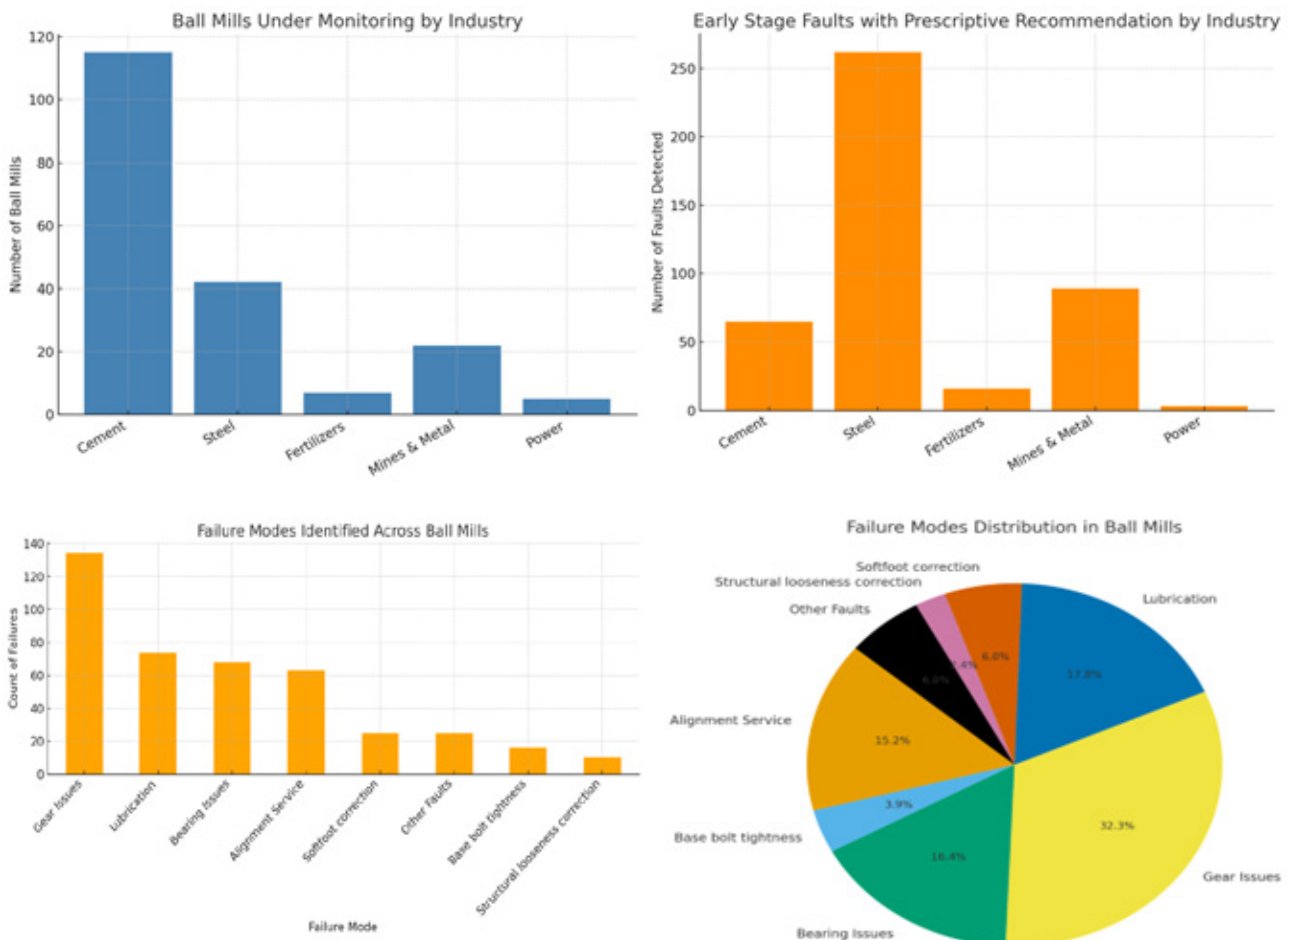 Ball Mills Under Monitoring by Industry
Number of Ball Mills
120
100
80
60
40
20
0
Cement
Steel
Fertilizers
Mines & Metal
Power
Early Stage Faults with Prescriptive Recommendation by Industry
Number of Faults Detected
250
200
150
100
50
0
Cement
Steel
Fertilizers
Mines & Metal
Power
Failure Modes Identified Across Ball Mills
Count of Failures
140
120
100
80
60
40
20
0
Gear Issues
Lubrication
Bearing Issues
Alignment Service
Softfoot correction
Other Faults
Base bolt tightness
Structural looseness correction
Failure Mode
Failure Modes Distribution in Ball Mills
Softfoot correction
Structural looseness correction
Other Faults
Lubrication
Alignment Service
Base bolt tightness
Bearing Issues
Gear Issues
6.0%
2.4%
6.0%
17.8%
15.2%
3.9%
16.4%
32.3%